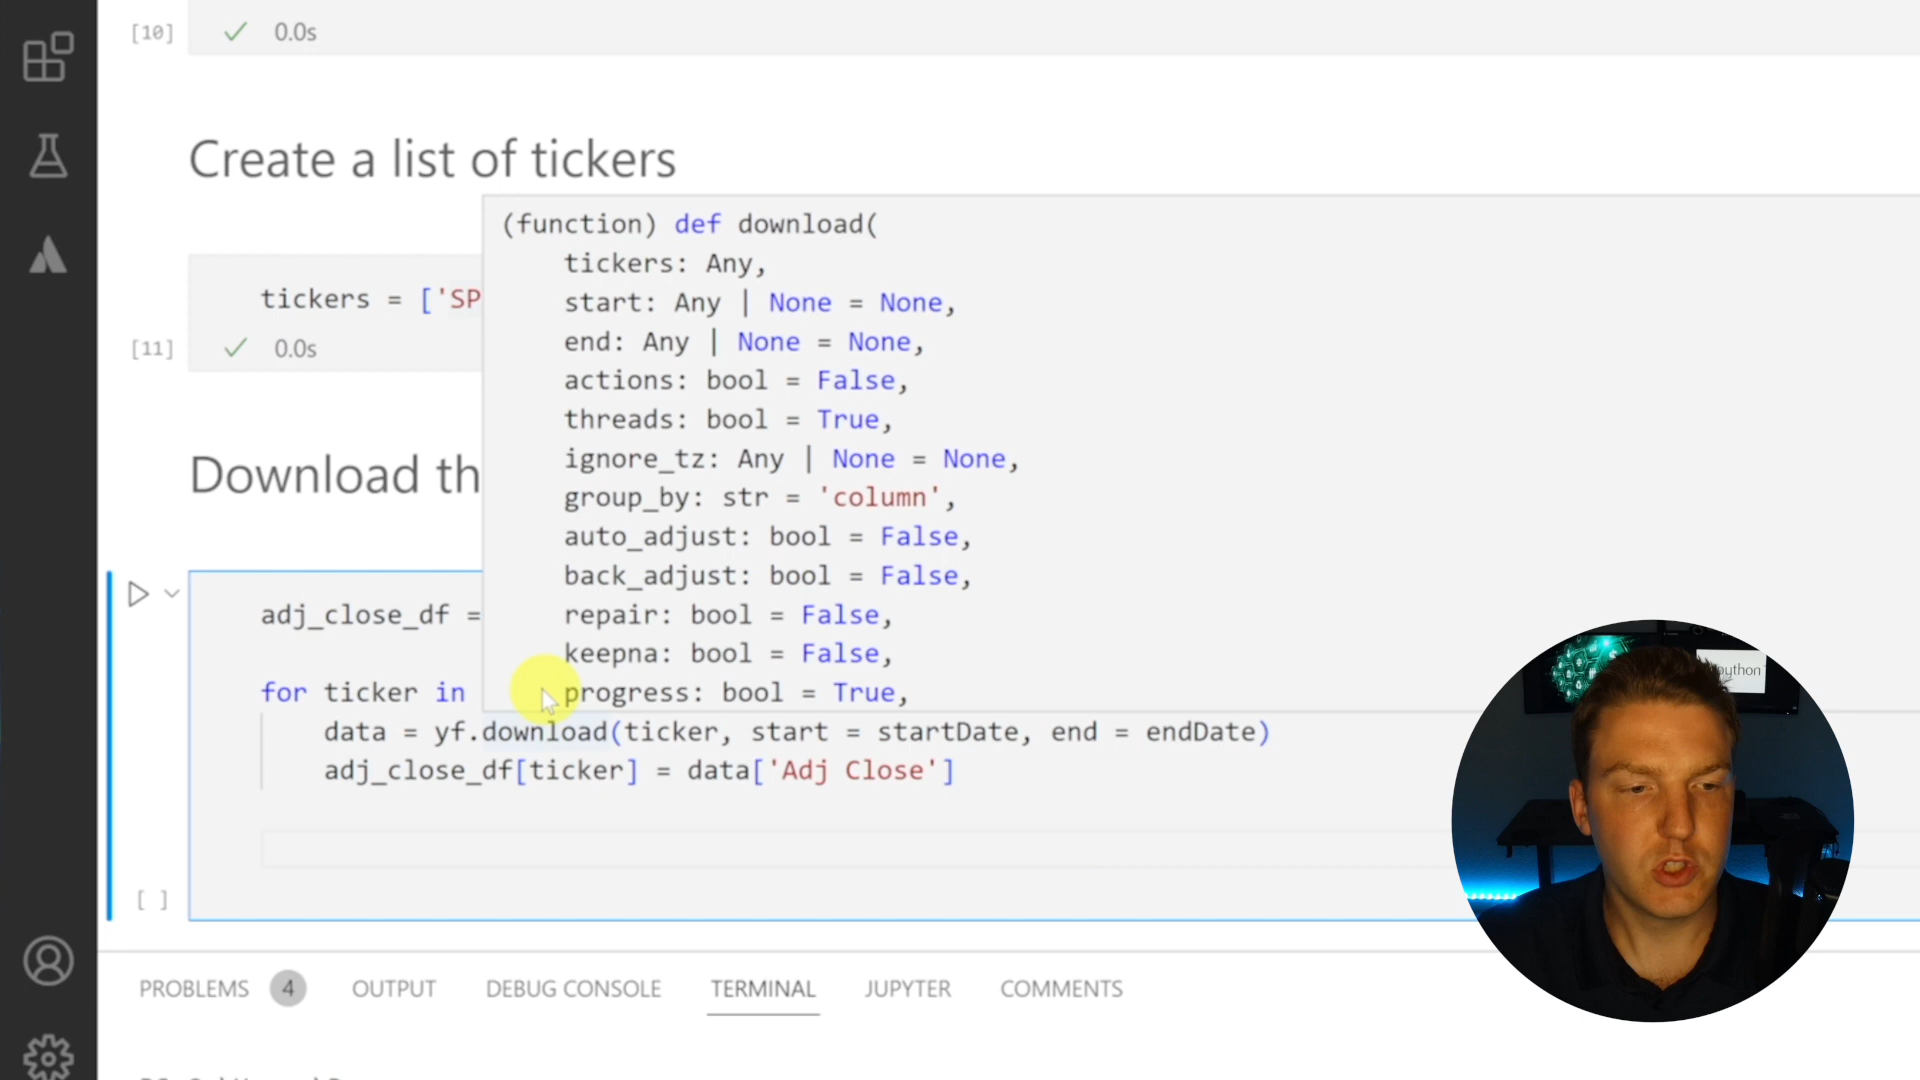 [10]
0.0s
Create a list of tickers
(function) def download(
tickers: Any,
start: Any | None = None,
tickers = ['SP
end: Any | None = None,
[11]
0.0s
actions: bool = False,
threads: bool = True,
ignore_tz: Any | None = None,
Download th
group_by: str = 'column',
auto_adjust: bool = False,
back_adjust: bool = False,
adj_close_df =
repair: bool = False,
keepna: bool = False,
for ticker in
progress: bool = True,
data = yf.download(ticker, start = startDate, end = endDate)
adj_close_df[ticker] = data['Adj Close']
python
[ ]
PROBLEMS 4 OUTPUT DEBUG CONSOLE TERMINAL JUPYTER COMMENTS